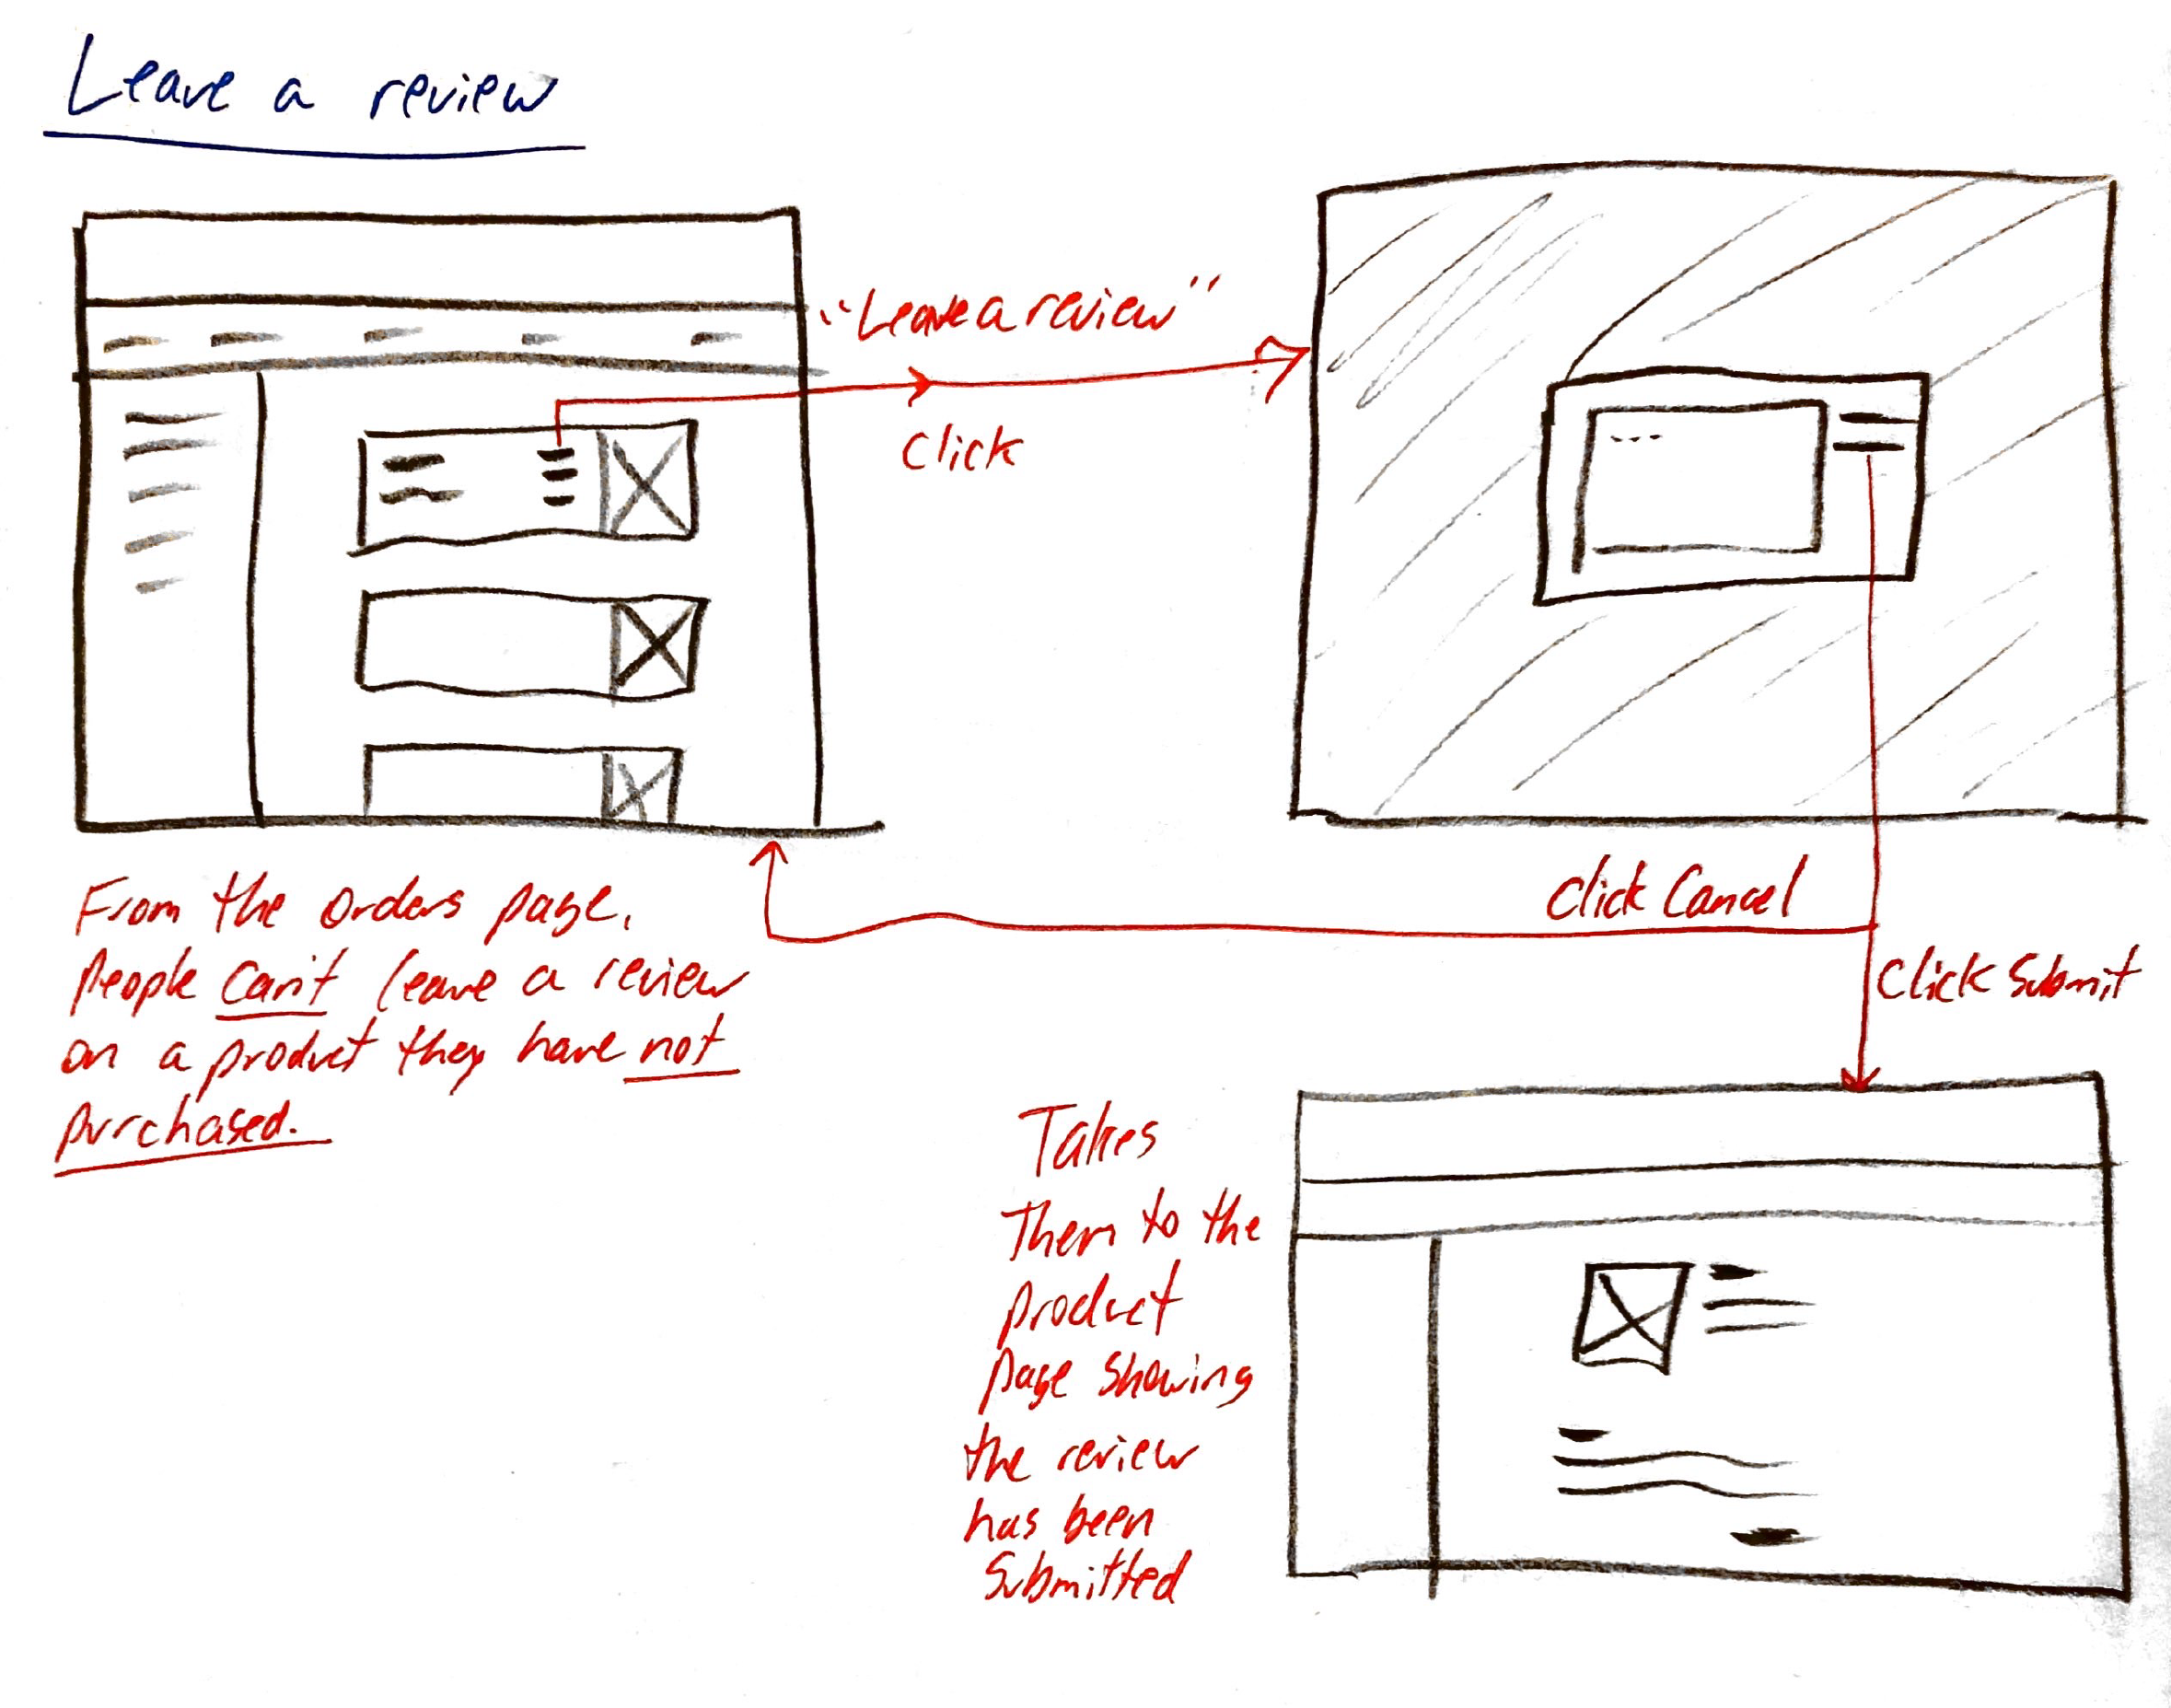 Leave a review
"Leave a review"
Click
From the orders page.
People can't leave a review
on a product they have not
purchased.
Click Cancel
Click Submit
Takes
Them to the
product
page showing
the review
has been
Submitted